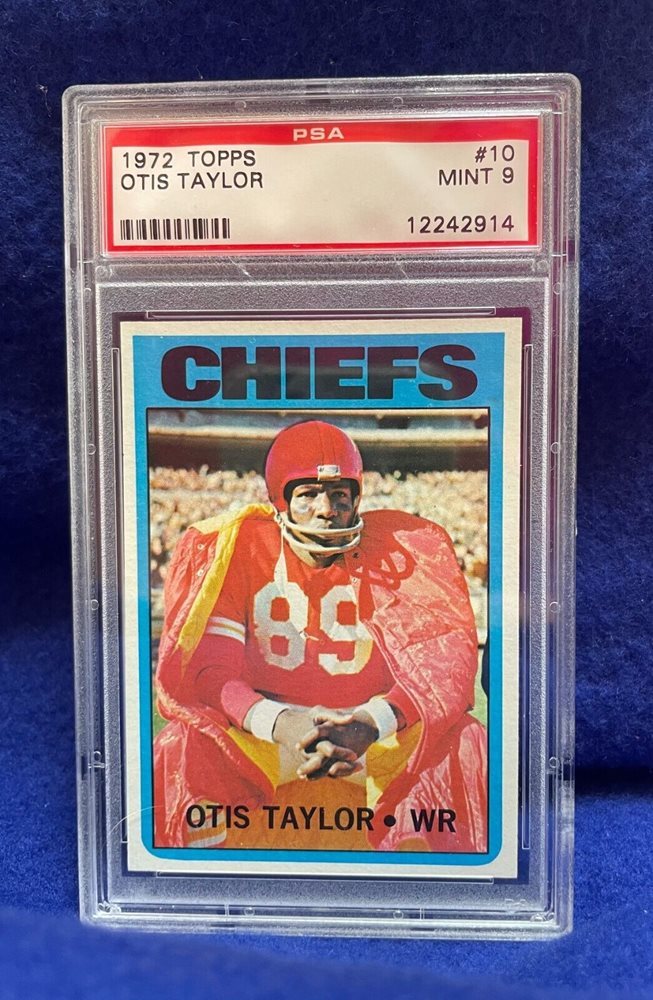 PSA
1972 TOPPS #10
OTIS TAYLOR MINT 9
12242914
CHIEFS
89
OTIS TAYLOR • WR